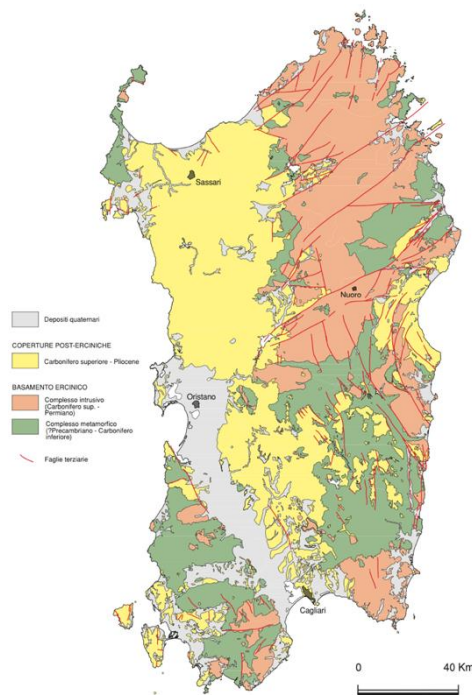 Sassari
Nuoro
Oristano
Cagliari
Depositi quaternari
COPERTURE POST-ERCINICHE
Carbonifero superiore - Pliocene
BASAMENTO ERCINICO
Complesso intrusivo
(Carbonifero sup. -
Permiano)
Complesso metamorfico
(?Precambriano - Carbonifero
inferiore)
Faglie terziarie
0 40 Km